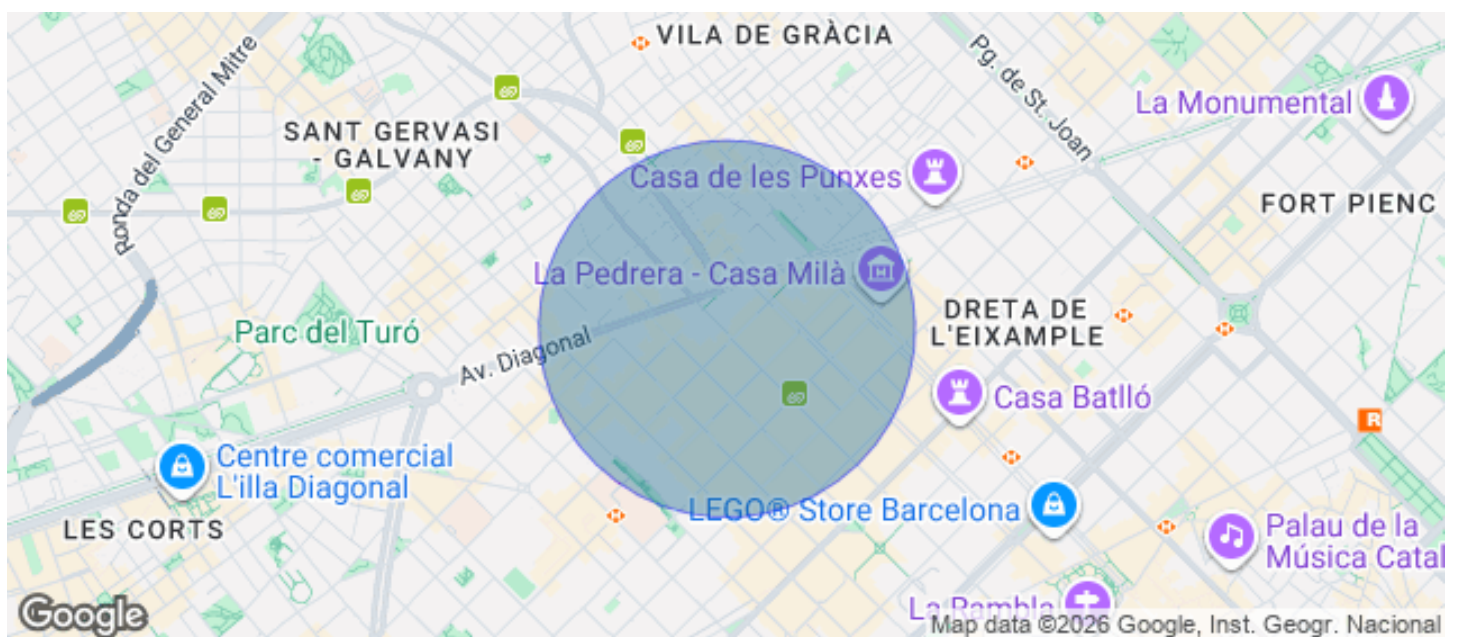 VILA DE GRÀCIA
Pg. de St. Joan
La Monumental
Ronda del General Mitre
SANT GERVASI
- GALVANY
Casa de les Punxes
FORT PIENC
La Pedrera - Casa Milà
DRETA DE
L'EIXAMPLE
Parc del Turó
Av. Diagonal
Casa Batlló
Centre comercial
L'illa Diagonal
R
LEGO® Store Barcelona
LES CORTS
Palau de la
Música Catal
La Rambla
Google
Map data ©2026 Google, Inst. Geogr. Nacional